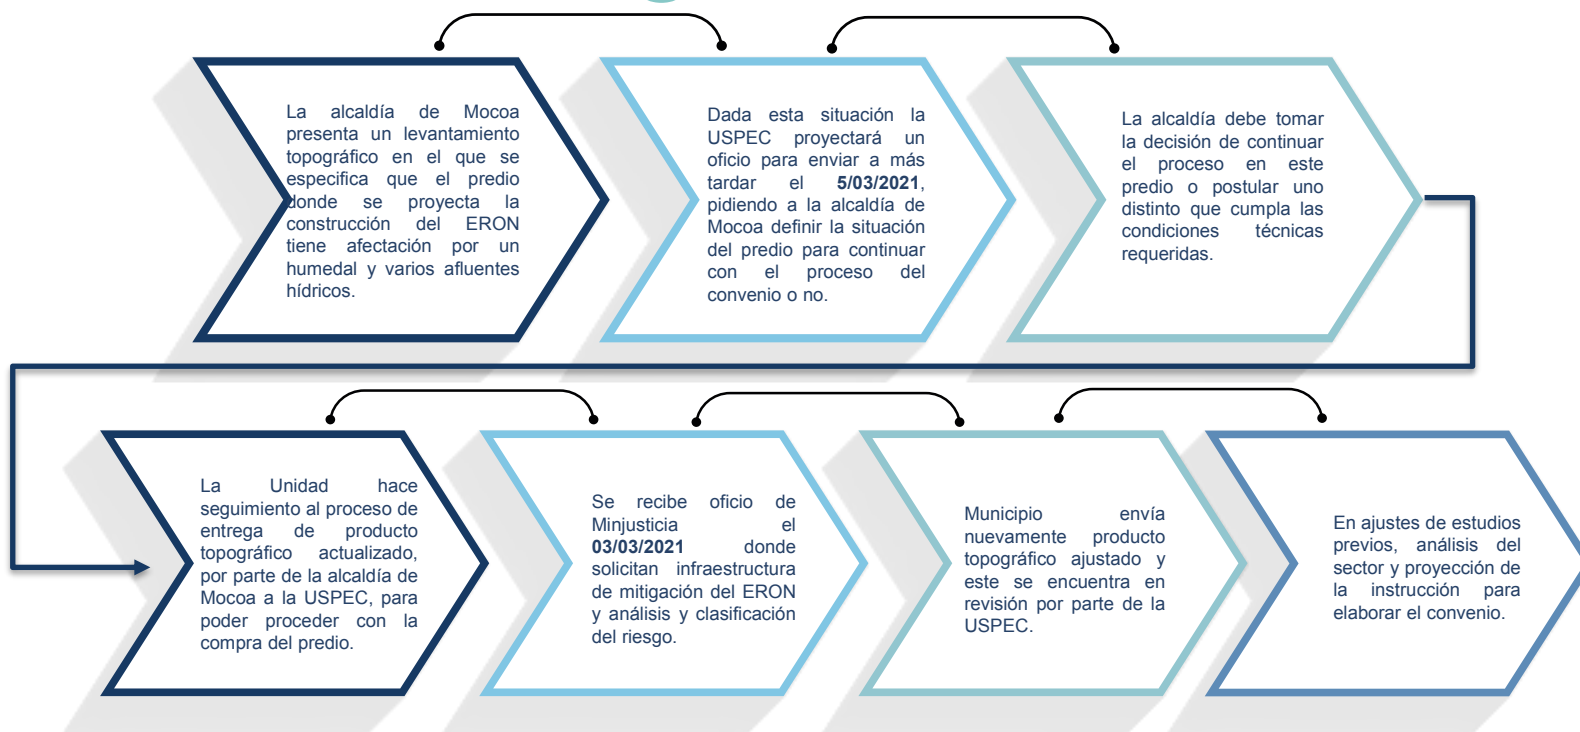 La alcaldía de Mocoa
presenta un levantamiento
topográfico en el que se
especifica que el predio
donde se proyecta la
construcción del ERON
tiene afectación por un
humedal y varios afluentes
hídricos.
Dada esta situación la
USPEC proyectará un
oficio para enviar a más
tardar el 5/03/2021,
pidiendo a la alcaldía de
Mocoa definir la situación
del predio para continuar
con el proceso del
convenio o no.
La alcaldía debe tomar
la decisión de continuar
el proceso en este
predio o postular uno
distinto que cumpla las
condiciones técnicas
requeridas.
La Unidad hace
seguimiento al proceso de
entrega de producto
topográfico actualizado,
por parte de la alcaldía de
Mocoa a la USPEC, para
poder proceder con la
compra del predio.
Se recibe oficio de
Minjusticia el
03/03/2021 donde
solicitan infraestructura
de mitigación del ERON
y análisis y clasificación
del riesgo.
Municipio envía
nuevamente producto
topográfico ajustado y
este se encuentra en
revisión por parte de la
USPEC.
En ajustes de estudios
previos, análisis del
sector y proyección de
la instrucción para
elaborar el convenio.